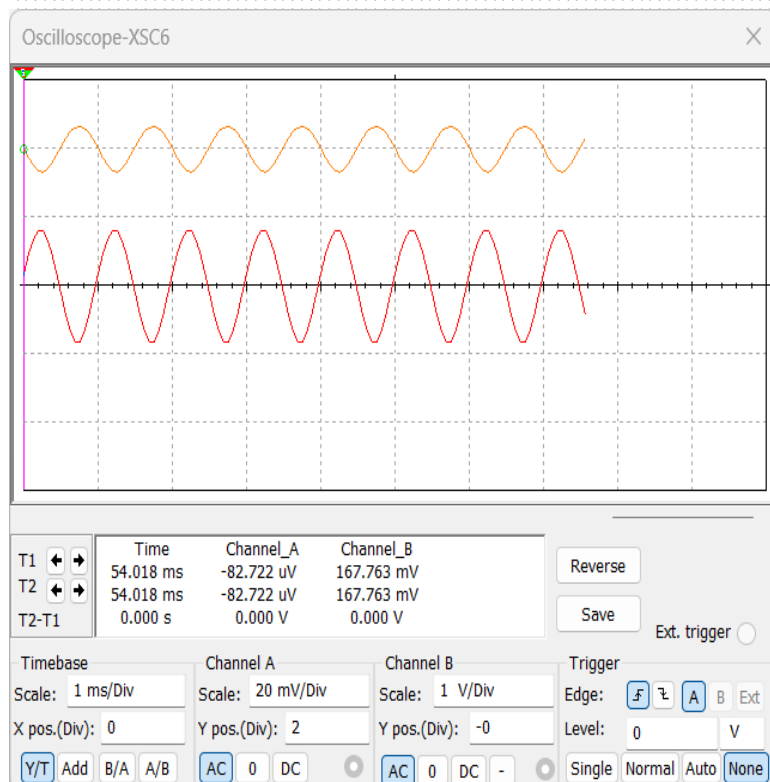 Oscilloscope-XSC6
Time Channel_A Channel_B
T1 54.018 ms -82.722 uV 167.763 mV
T2 54.018 ms -82.722 uV 167.763 mV
T2-T1 0.000 s 0.000 V 0.000 V
Reverse
Save
Ext. trigger
Timebase Channel A Channel B Trigger
Scale: 1 ms/Div Scale: 20 mV/Div Scale: 1 V/Div Edge: A B Ext
X pos.(Div): 0 Y pos.(Div): 2 Y pos.(Div): -0 Level: 0 V
Y/T Add B/A A/B AC 0 DC AC 0 DC - Single Normal Auto None